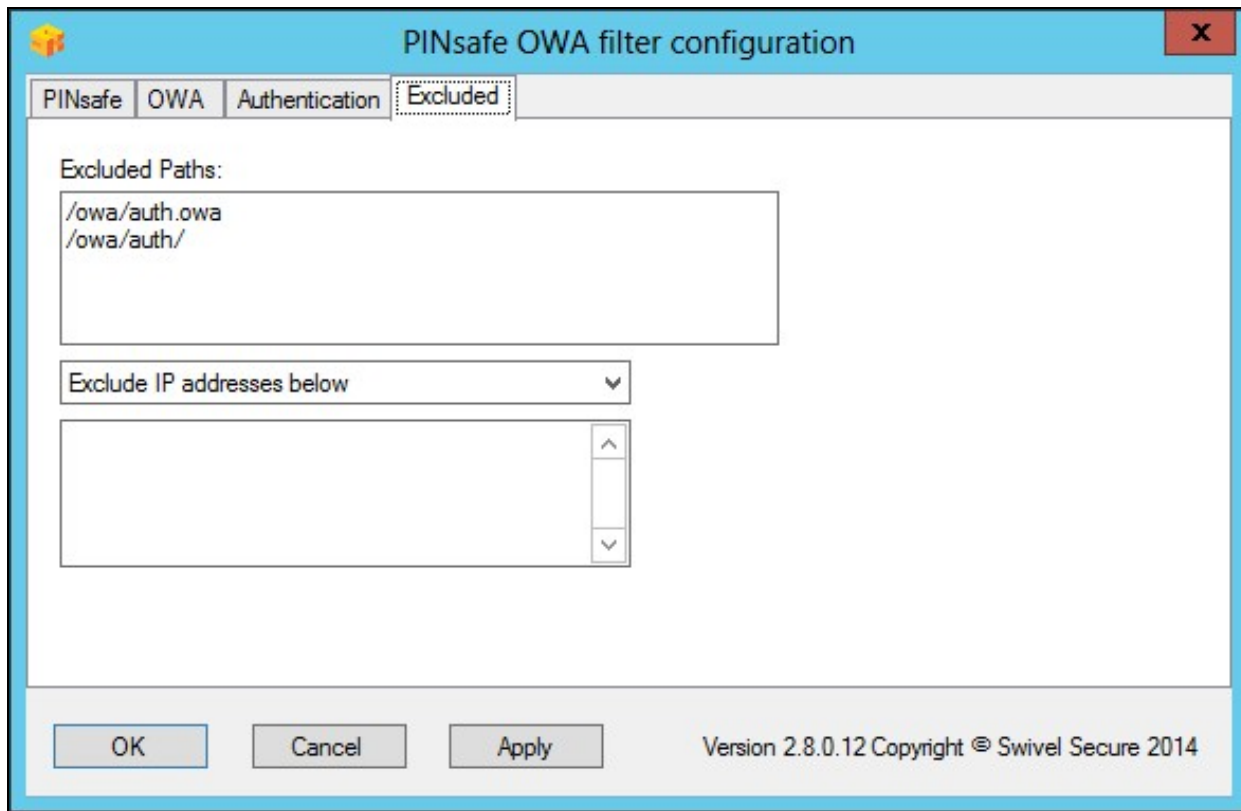 PINsafe OWA filter configuration
PINsafe OWA Authentication Excluded
Excluded Paths:
/owa/auth.owa
/owa/auth/
Exclude IP addresses below
OK Cancel Apply Version 2.8.0.12 Copyright © Swivel Secure 2014